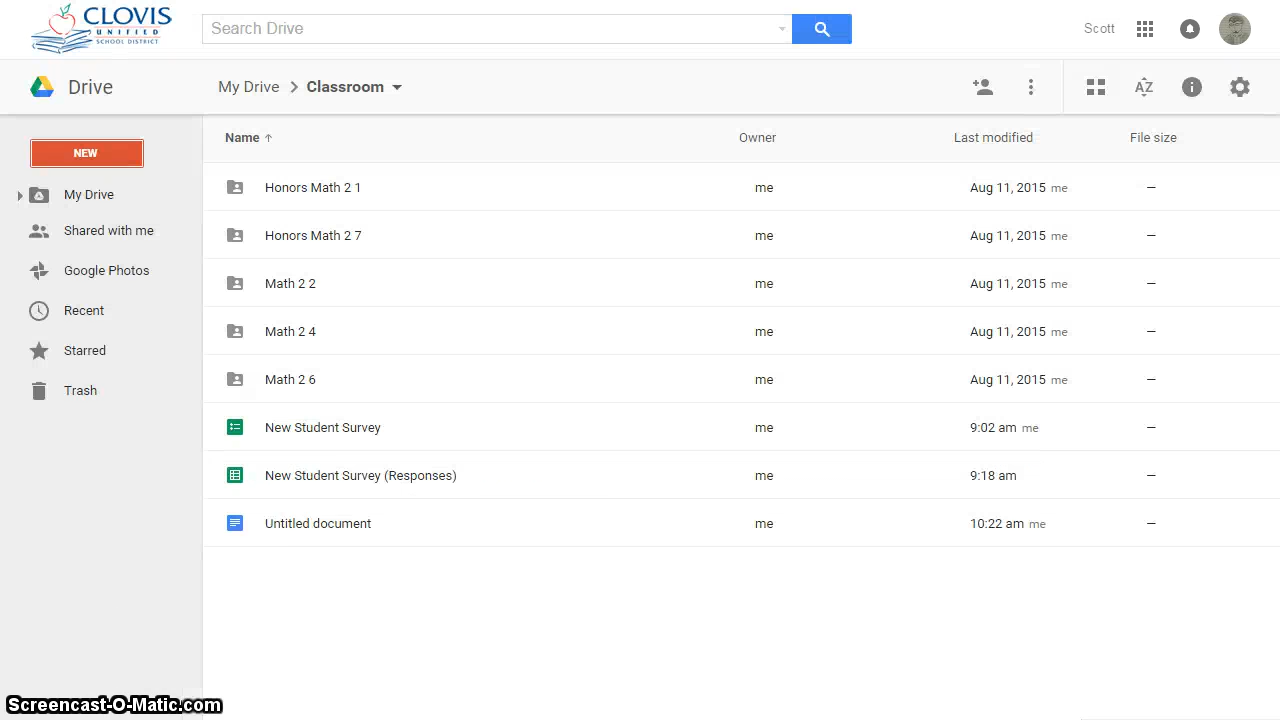 CLOVIS
UNIFIED
SCHOOL DISTRICT
Search Drive
Scott
Drive
My Drive > Classroom
AZ
NEW
My Drive
Shared with me
Google Photos
Recent
Starred
Trash
Name ↑ Owner Last modified File size
Honors Math 2 1 me Aug 11, 2015 me —
Honors Math 2 7 me Aug 11, 2015 me —
Math 2 2 me Aug 11, 2015 me —
Math 2 4 me Aug 11, 2015 me —
Math 2 6 me Aug 11, 2015 me —
New Student Survey me 9:02 am me —
New Student Survey (Responses) me 9:18 am —
Untitled document me 10:22 am me —
Screencast-O-Matic.com